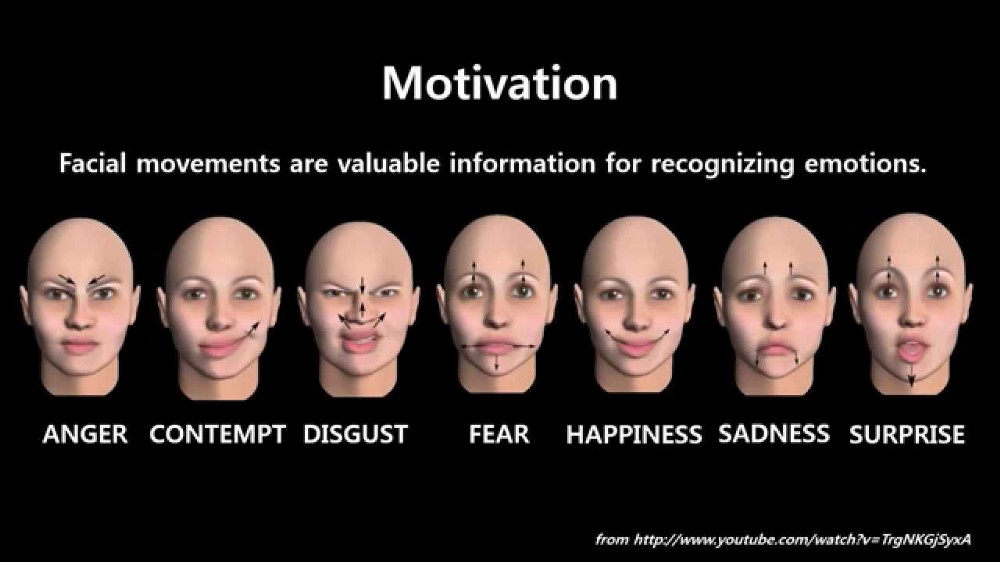 Motivation
Facial movements are valuable information for recognizing emotions.
ANGER CONTEMPT DISGUST FEAR HAPPINESS SADNESS SURPRISE
from http://www.youtube.com/watch?v=TrgNKGjSyxA